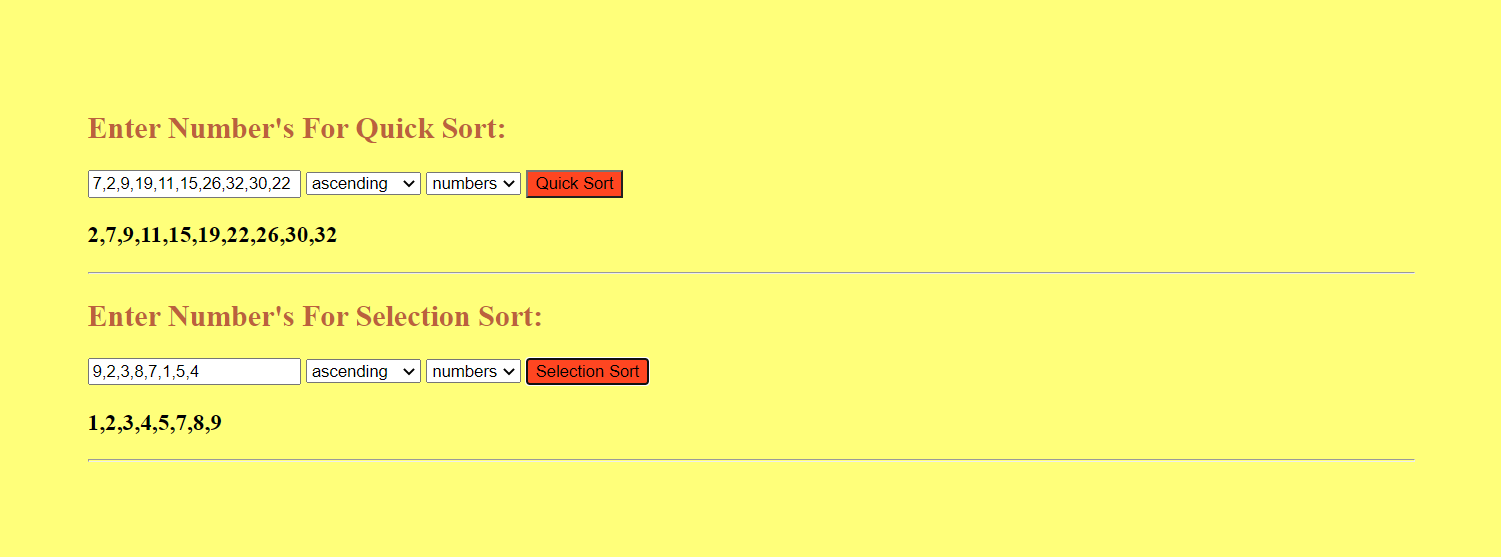 Enter Number's For Quick Sort:
7,2,9,19,11,15,26,32,30,22 ascending numbers Quick Sort
2,7,9,11,15,19,22,26,30,32
Enter Number's For Selection Sort:
9,2,3,8,7,1,5,4 ascending numbers Selection Sort
1,2,3,4,5,7,8,9